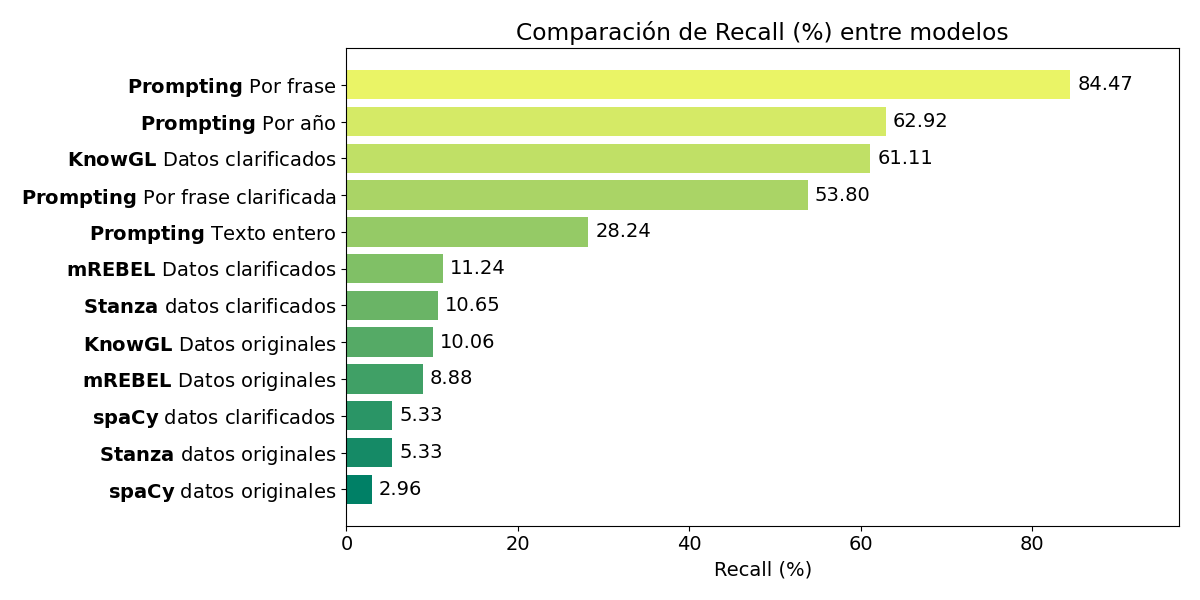 Comparación de Recall (%) entre modelos
Prompting Por frase 84.47
Prompting Por año 62.92
KnowGL Datos clarificados 61.11
Prompting Por frase clarificada 53.80
Prompting Texto entero 28.24
mREBEL Datos clarificados 11.24
Stanza datos clarificados 10.65
KnowGL Datos originales 10.06
mREBEL Datos originales 8.88
spaCy datos clarificados 5.33
Stanza datos originales 5.33
spaCy datos originales 2.96
0 20 40 60 80
Recall (%)